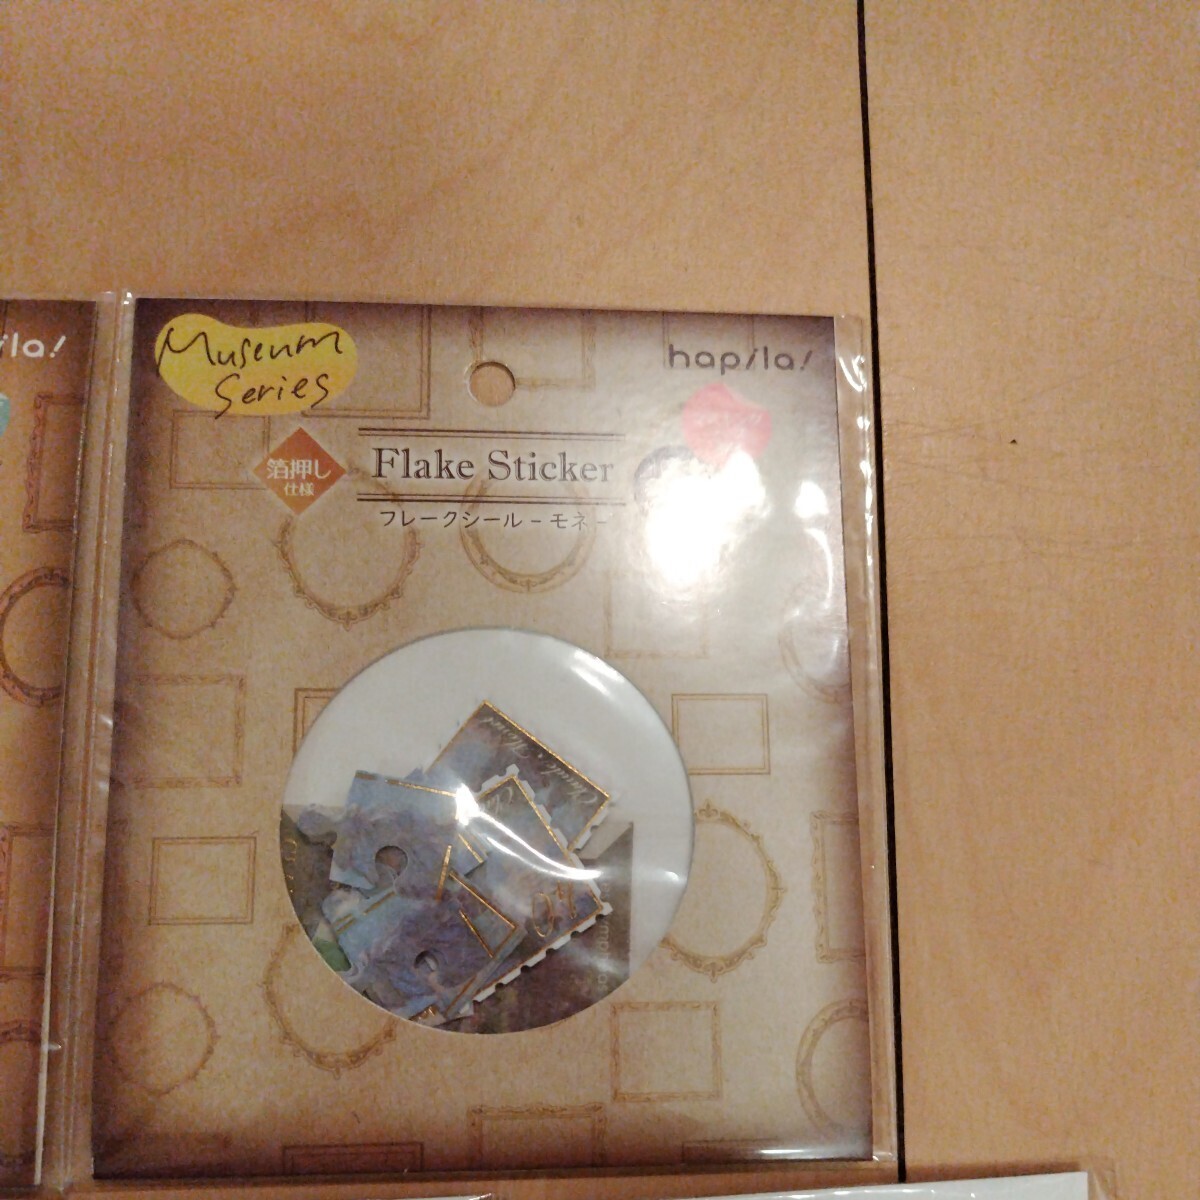 ila!
Museum
Series
hapila!
箔押し
仕様
Flake Sticker
フレークシール - モネ -
Claude Monet